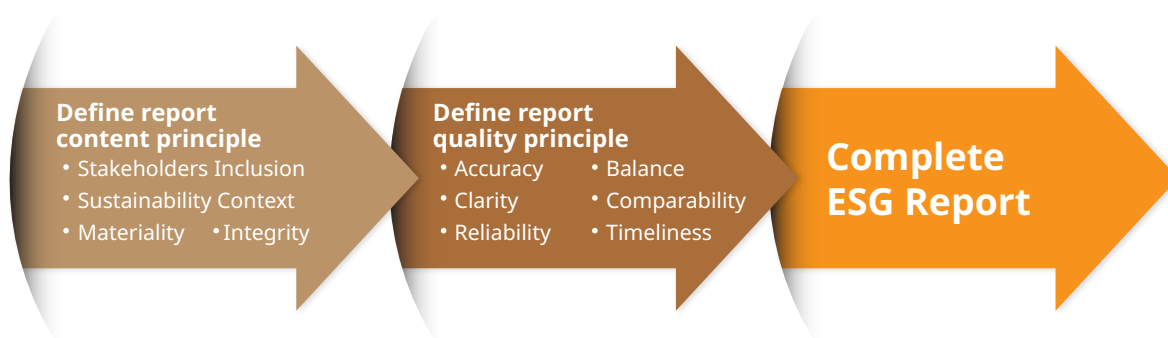 Define report
content principle
• Stakeholders Inclusion
• Sustainability Context
• Materiality • Integrity
Define report
quality principle
• Accuracy • Balance
• Clarity • Comparability
• Reliability • Timeliness
Complete
ESG Report